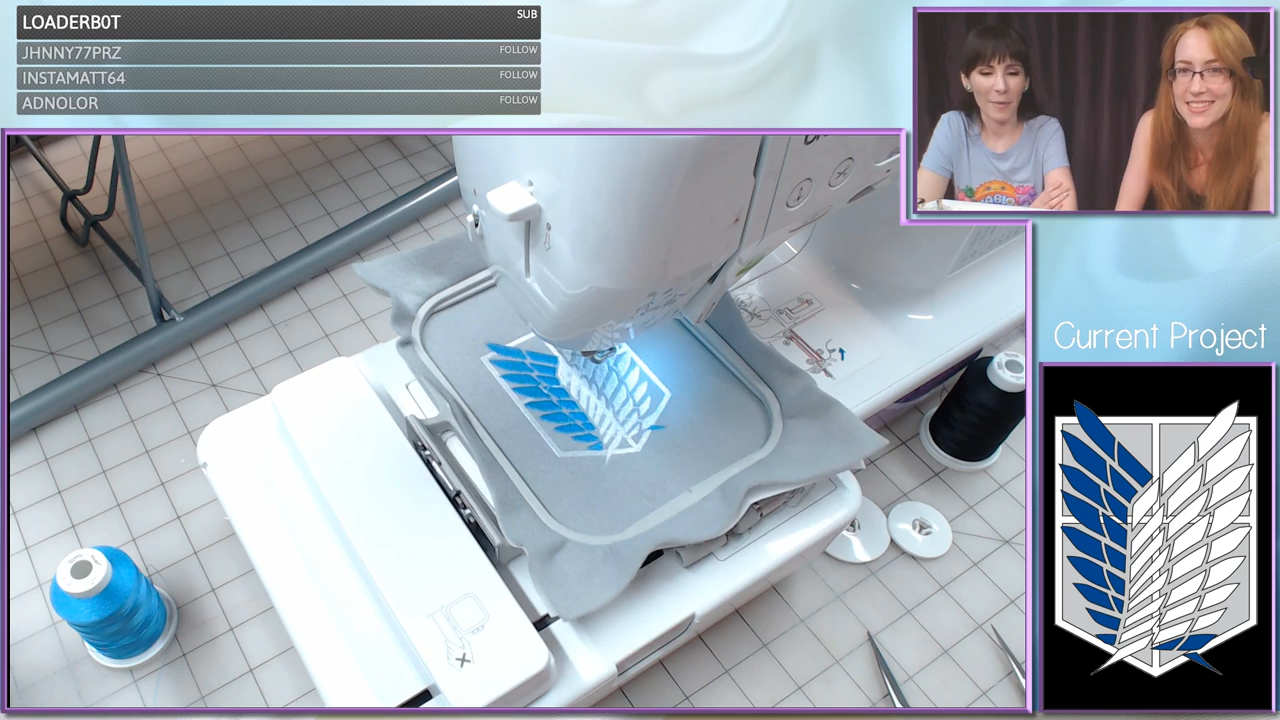 LOADERB0T SUB
JHNNY77PRZ FOLLOW
INSTAMATT64 FOLLOW
ADNOLOR FOLLOW
Current Project